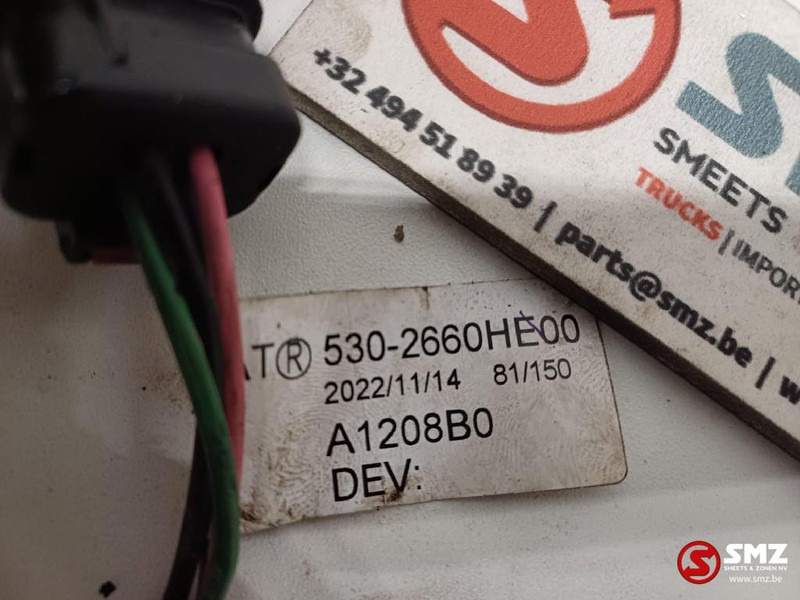 +32 494 51 89 39 | parts@smz.be |
SMEETS
TRUCKS | IMPOR
AT® 530-2660HE00
2022/11/14 81/150
A1208B0
DEV:
SMZ
SMEETS & ZONEN NV
www.smz.be